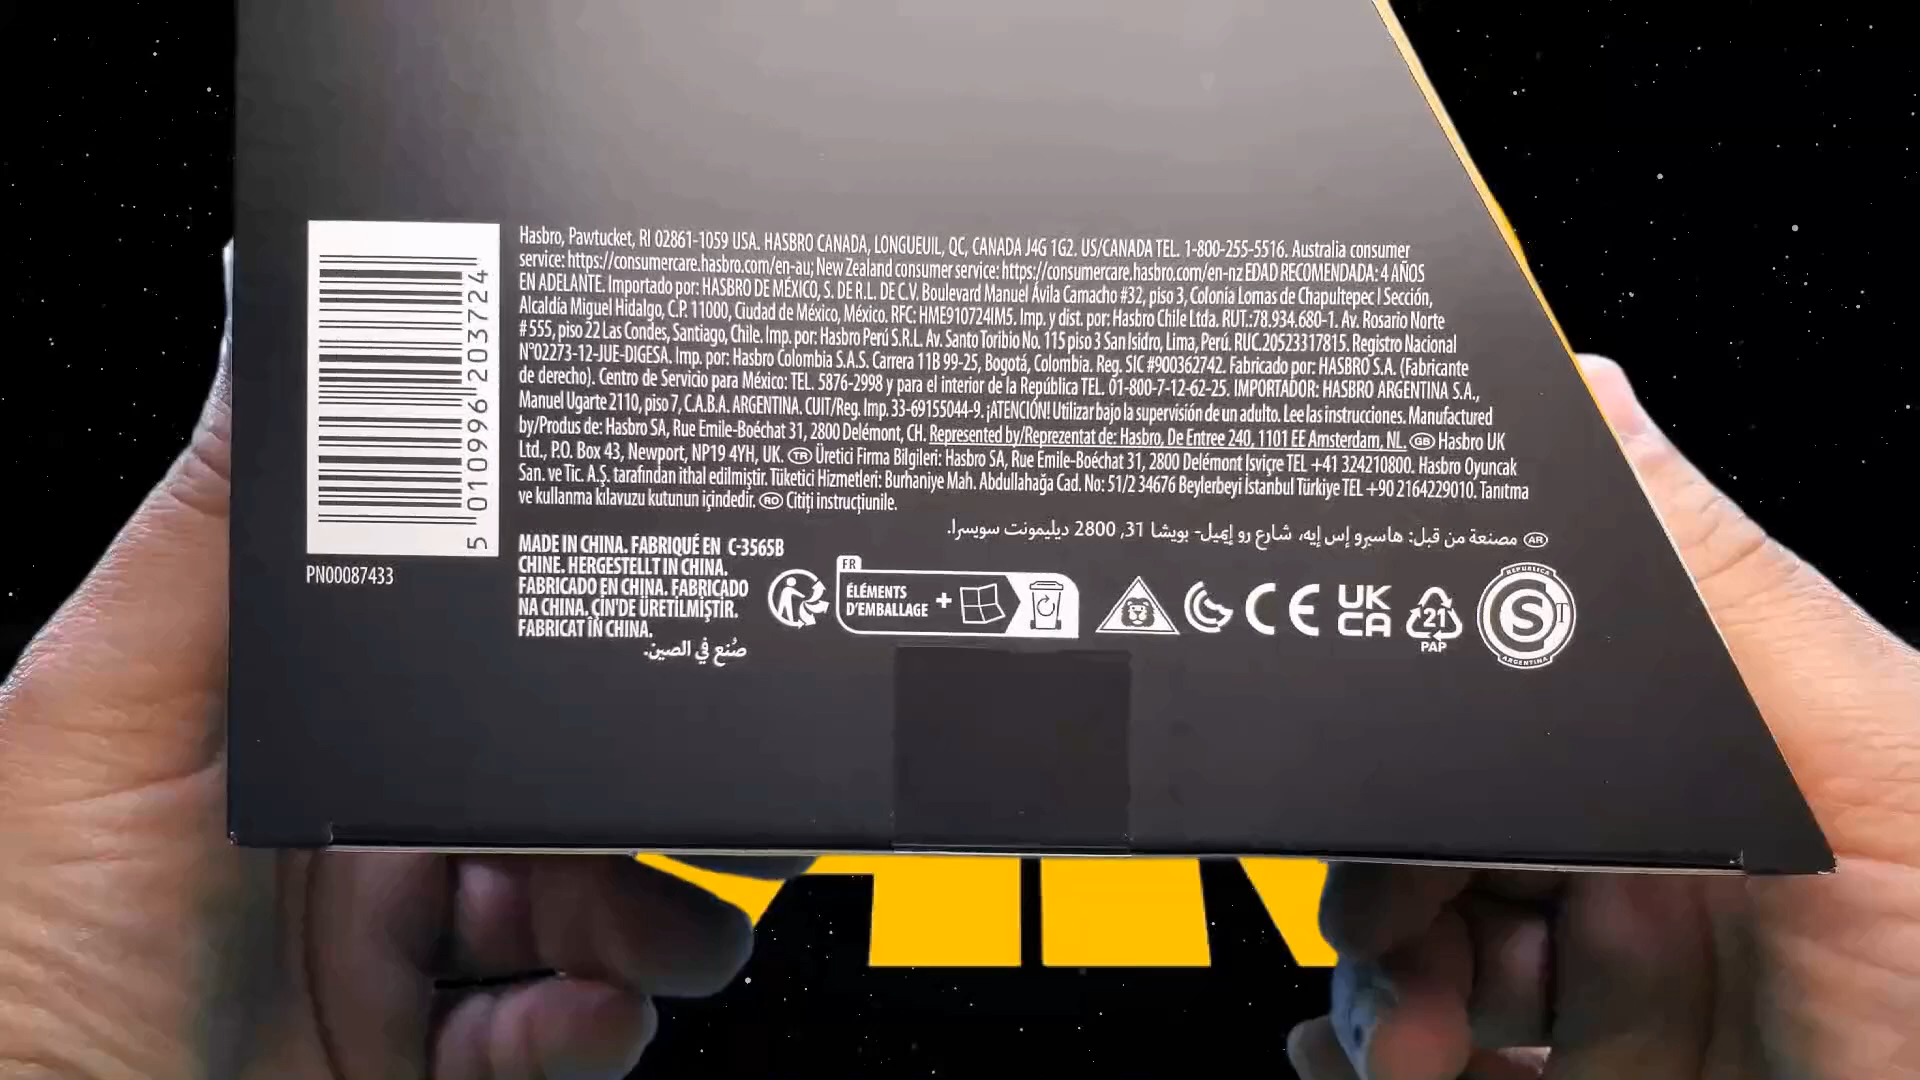 Hasbro, Pawtucket, RI 02861-1059 USA. HASBRO CANADA, LONGUEUIL, QC, CANADA J4G 1G2. US/CANADA TEL. 1-800-255-5516. Australia consumer
service: https://consumercare.hasbro.com/en-au; New Zealand consumer service: https://consumercare.hasbro.com/en-nz EDAD RECOMENDADA: 4 AÑOS
EN ADELANTE. Importado por: HASBRO DE MÉXICO, S. DE R.L. DE C.V. Boulevard Manuel Ávila Camacho #32, piso 3, Colonia Lomas de Chapultepec I Sección,
Alcaldía Miguel Hidalgo, C.P. 11000, Ciudad de México, México. RFC: HME910724IM5. Imp. y dist. por: Hasbro Chile Ltda. RUT.:78.934.680-1. Av. Rosario Norte
#555, piso 22 Las Condes, Santiago, Chile. Imp. por: Hasbro Perú S.R.L. Av. Santo Toribio No. 115 piso 3 San Isidro, Lima, Perú. RUC.20523317815. Registro Nacional
N°02273-12-JUE-DIGESA. Imp. por: Hasbro Colombia S.A.S. Carrera 11B 99-25, Bogotá, Colombia. Reg. SIC #900362742. Fabricado por: HASBRO S.A. (Fabricante
de derecho). Centro de Servicio para México: TEL. 5876-2998 y para el interior de la República TEL. 01-800-7-12-62-25. IMPORTADOR: HASBRO ARGENTINA S.A.,
Manuel Ugarte 2110, piso 7, C.A.B.A. ARGENTINA. CUIT/Reg. Imp. 33-69155044-9. ¡ATENCIÓN! Utilizar bajo la supervisión de un adulto. Lee las instrucciones. Manufactured
by/Produs de: Hasbro SA, Rue Emile-Boéchat 31, 2800 Delémont, CH. Represented by/Reprezentat de: Hasbro, De Entree 240, 1101 EE Amsterdam, NL. GB Hasbro UK
Ltd., P.O. Box 43, Newport, NP19 4YH, UK. TR Üretici Firma Bilgileri: Hasbro SA, Rue Emile-Boéchat 31, 2800 Delémont İsviçre TEL +41 324210800. Hasbro Oyuncak
San. ve Tic. A.Ş. tarafından ithal edilmiştir. Tüketici Hizmetleri: Burhaniye Mah. Abdullahağa Cad. No: 51/2 34676 Beylerbeyi İstanbul Türkiye TEL +90 2164229010. Tanıtma
ve kullanma kılavuzu kutunun içindedir. RO Citiți instrucțiunile.
AR مصنعة من قبل: هاسبرو إس إيه، شارع رو إيميل- بويشا 31, 2800 ديليمونت سويسرا.
5 010996 203724
PN00087433
MADE IN CHINA. FABRIQUÉ EN C-3565B
CHINE. HERGESTELLT IN CHINA.
FABRICADO EN CHINA. FABRICADO
NA CHINA. ÇİN'DE ÜRETİLMİŞTİR.
FABRICAT ÎN CHINA.
صُنع في الصين.
FR
ÉLÉMENTS
D'EMBALLAGE +
CE
UK
CA
21
PAP
REPUBLICA
S T
ARGENTINA